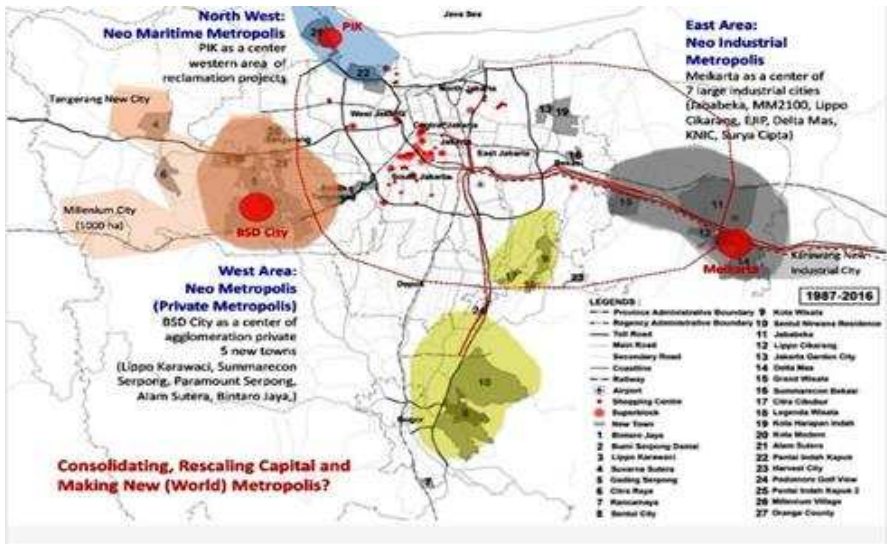 North West:
Neo Maritime Metropolis
PIK as a center
western area of
reclamation projects
Java Sea
PIK
East Area:
Neo Industrial
Metropolis
Meikarta as a center of
7 large industrial cities
(Jababeka, MM2100, Lippo
Cikarang, EJIP, Delta Mas,
KNIC, Surya Cipta)
Tangerang New City
North Jakarta
West Jakarta
Central Jakarta
Jakarta
East Jakarta
South Jakarta
Millenium City
(1000 ha)
BSD City
Meikarta
Karawang New
Industrial City
West Area:
Neo Metropolis
(Private Metropolis)
BSD City as a center of
agglomeration private
5 new towns
(Lippo Karawaci, Summarecon
Serpong, Paramount Serpong,
Alam Sutera, Bintaro Jaya,)
Depok
Bogor
Consolidating, Rescaling Capital and
Making New (World) Metropolis?
1987-2016
LEGENDS :
Province Administrative Boundary
Regency Administrative Boundary
Toll Road
Main Road
Secondary Road
Coastline
Railway
Airport
Shopping Centre
Superblock
New Town
1 Bintaro Jaya
2 Bumi Serpong Damai
3 Lippo Karawaci
4 Suvarna Sutera
5 Gading Serpong
6 Citra Raya
7 Rancamaya
8 Sentul City
9 Kota Wisata
10 Sentul Nirwana Residence
11 Jababeka
12 Lippo Cikarang
13 Jakarta Garden City
14 Delta Mas
15 Grand Wisata
16 Summarecon Bekasi
17 Citra Cibubur
18 Legenda Wisata
19 Kota Harapan Indah
20 Kota Modern
21 Alam Sutera
22 Pantai Indah Kapuk
23 Harvest City
24 Podomoro Golf View
25 Pantai Indah Kapuk 2
26 Millenium Village
27 Orange County